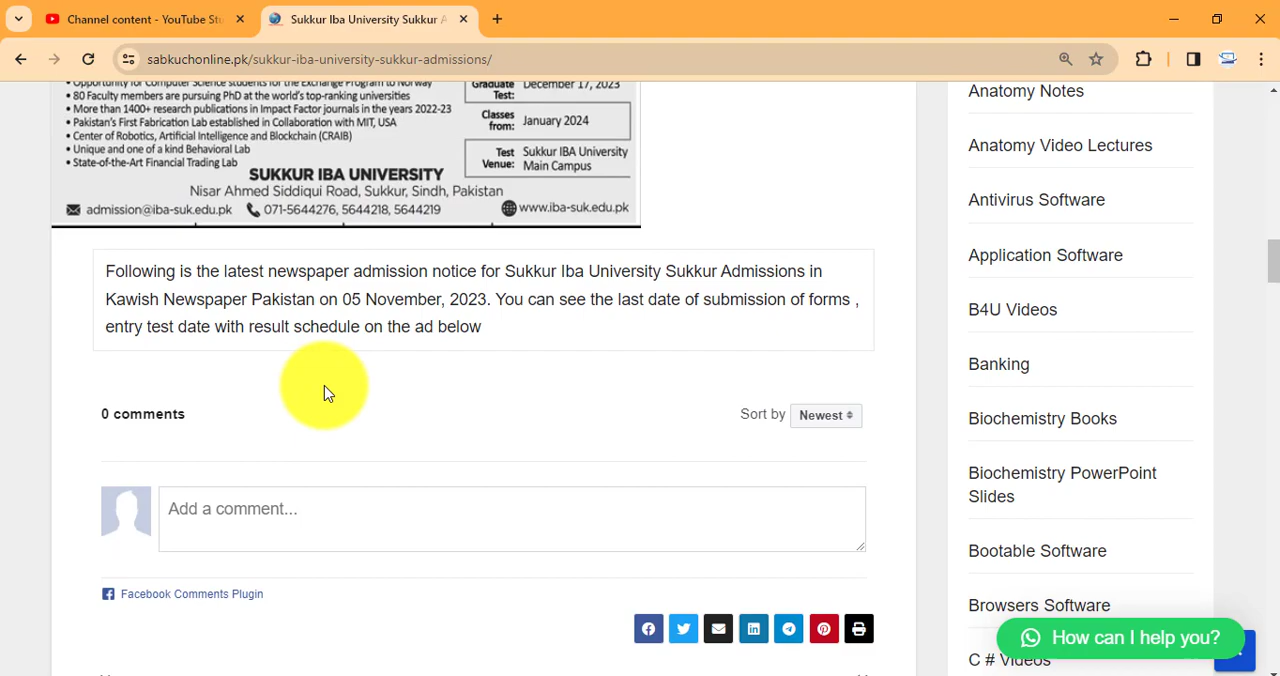 Channel content - YouTube Stu
Sukkur Iba University Sukkur A
sabkuchonline.pk/sukkur-iba-university-sukkur-admissions/
• Opportunity for Computer Science students for the Exchange Program to Norway
• 80 Faculty members are pursuing PhD at the world's top-ranking universities
• More than 1400+ research publications in Impact Factor journals in the years 2022-23
• Pakistan's First Fabrication Lab established in Collaboration with MIT, USA
• Center of Robotics, Artificial Intelligence and Blockchain (CRAIB)
• Unique and one of a kind Behavioral Lab
• State-of-the-Art Financial Trading Lab
Graduate Test: December 17, 2023
Classes from: January 2024
Test Venue: Sukkur IBA University Main Campus
SUKKUR IBA UNIVERSITY
Nisar Ahmed Siddiqui Road, Sukkur, Sindh, Pakistan
admission@iba-suk.edu.pk 071-5644276, 5644218, 5644219 www.iba-suk.edu.pk
Following is the latest newspaper admission notice for Sukkur Iba University Sukkur Admissions in
Kawish Newspaper Pakistan on 05 November, 2023. You can see the last date of submission of forms ,
entry test date with result schedule on the ad below
0 comments
Sort by Newest
Add a comment...
Facebook Comments Plugin
Anatomy Notes
Anatomy Video Lectures
Antivirus Software
Application Software
B4U Videos
Banking
Biochemistry Books
Biochemistry PowerPoint
Slides
Bootable Software
Browsers Software
C # Videos
How can I help you?